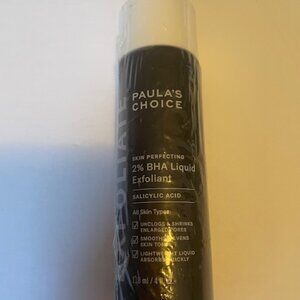 EXFOLIATE
PAULA'S
CHOICE
SKIN PERFECTING
2% BHA Liquid
Exfoliant
SALICYLIC ACID
All Skin Types
UNCLOGS & SHRINKS
ENLARGED PORES
SMOOTHS & EVENS
SKIN TONE
LIGHTWEIGHT LIQUID
ABSORBS QUICKLY